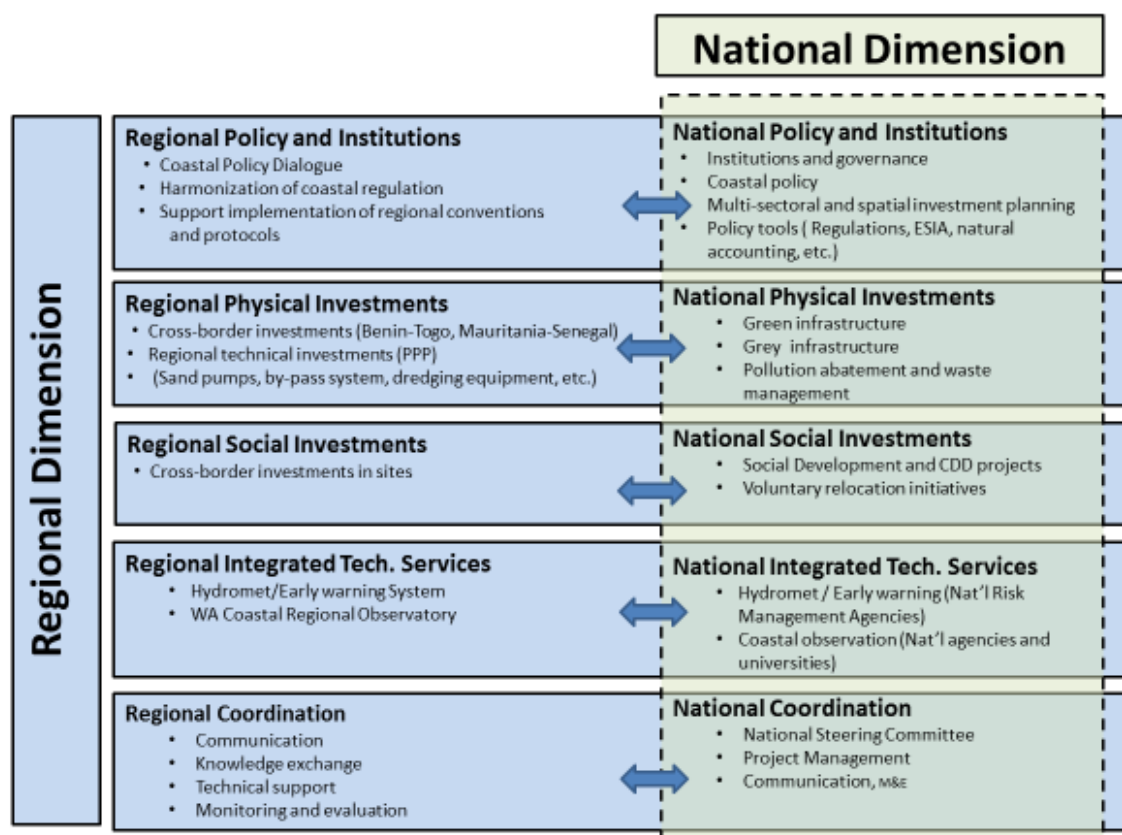 National Dimension
Regional Dimension
Regional Policy and Institutions
• Coastal Policy Dialogue
• Harmonization of coastal regulation
• Support implementation of regional conventions
and protocols
National Policy and Institutions
• Institutions and governance
• Coastal policy
• Multi-sectoral and spatial investment planning
• Policy tools ( Regulations, ESIA, natural
accounting, etc.)
Regional Physical Investments
• Cross-border investments (Benin-Togo, Mauritania-Senegal)
• Regional technical investments (PPP)
• (Sand pumps, by-pass system, dredging equipment, etc.)
National Physical Investments
• Green infrastructure
• Grey infrastructure
• Pollution abatement and waste
management
Regional Social Investments
• Cross-border investments in sites
National Social Investments
• Social Development and CDD projects
• Voluntary relocation initiatives
Regional Integrated Tech. Services
• Hydromet/Early warning System
• WA Coastal Regional Observatory
National Integrated Tech. Services
• Hydromet / Early warning (Nat'l Risk
Management Agencies)
• Coastal observation (Nat'l agencies and
universities)
Regional Coordination
• Communication
• Knowledge exchange
• Technical support
• Monitoring and evaluation
National Coordination
• National Steering Committee
• Project Management
• Communication, M&E